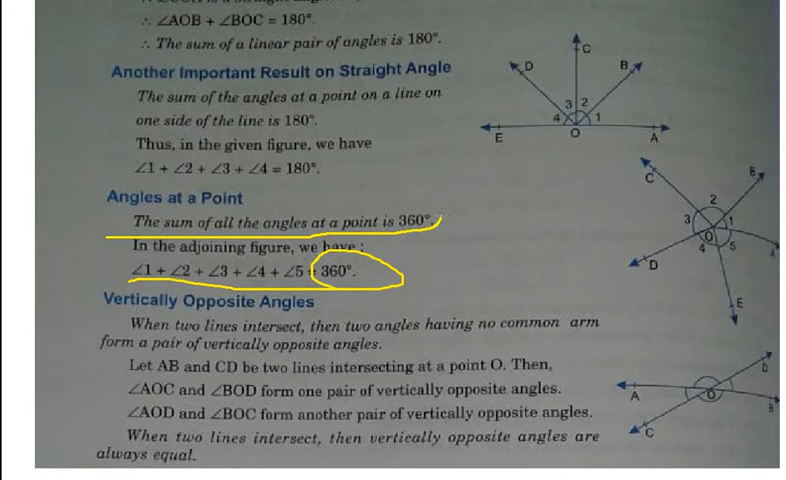 ∴ ∠AOB + ∠BOC = 180°.
∴ The sum of a linear pair of angles is 180°.
Another Important Result on Straight Angle
The sum of the angles at a point on a line on
one side of the line is 180°.
Thus, in the given figure, we have
∠1 + ∠2 + ∠3 + ∠4 = 180°.
C
D
B
3 2
4 1
E
O
A
Angles at a Point
The sum of all the angles at a point is 360°.
In the adjoining figure, we have :
∠1 + ∠2 + ∠3 + ∠4 + ∠5 = 360°.
C
B
2
3 1
O
4 5
A
D
E
Vertically Opposite Angles
When two lines intersect, then two angles having no common arm
form a pair of vertically opposite angles.
Let AB and CD be two lines intersecting at a point O. Then,
∠AOC and ∠BOD form one pair of vertically opposite angles.
∠AOD and ∠BOC form another pair of vertically opposite angles.
When two lines intersect, then vertically opposite angles are
always equal.
D
A
O
B
C